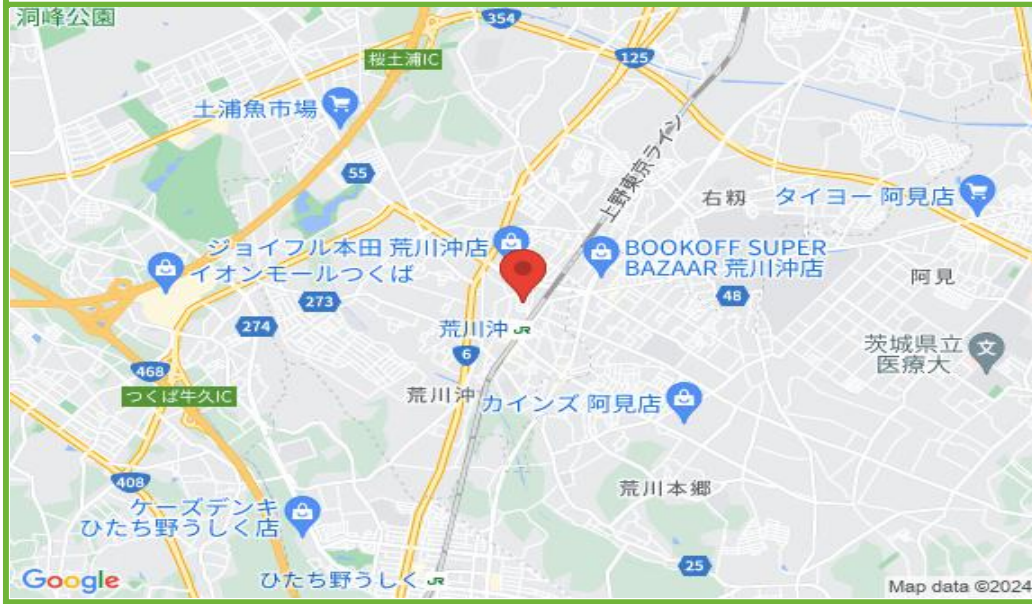 洞峰公園
354
桜土浦IC
125
土浦魚市場
55
上野東京ライン
右籾
タイヨー 阿見店
ジョイフル本田 荒川沖店
イオンモールつくば
BOOKOFF SUPER
BAZAAR 荒川沖店
阿見
273
48
274
荒川沖 JR
6
茨城県立
医療大
文
468
つくば牛久IC
荒川沖
カインズ 阿見店
408
荒川本郷
ケーズデンキ
ひたち野うしく店
25
Google
ひたち野うしく JR
Map data ©2024